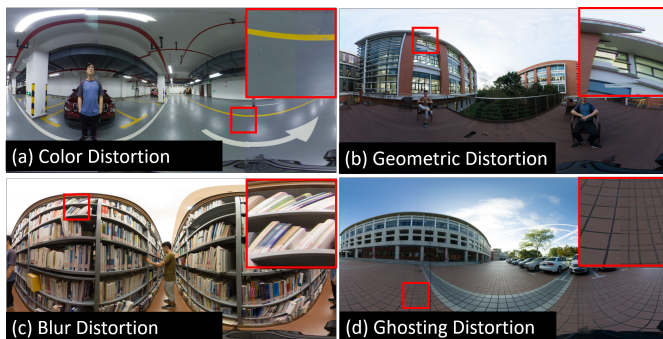 (a) Color Distortion
(b) Geometric Distortion
(c) Blur Distortion
(d) Ghosting Distortion